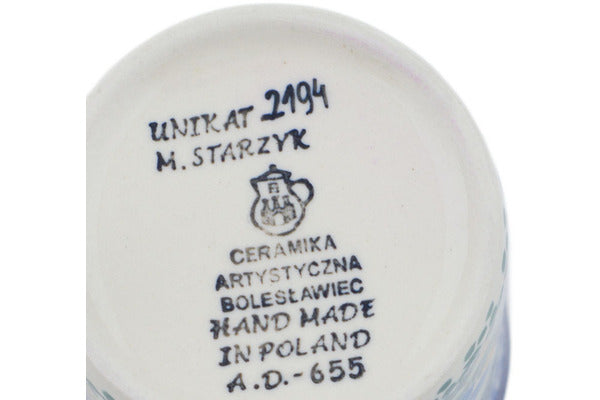 UNIKAT 2194
M. STARZYK
CERAMIKA
ARTYSTYCZNA
BOLESŁAWIEC
HAND MADE
IN POLAND
A.D.-655